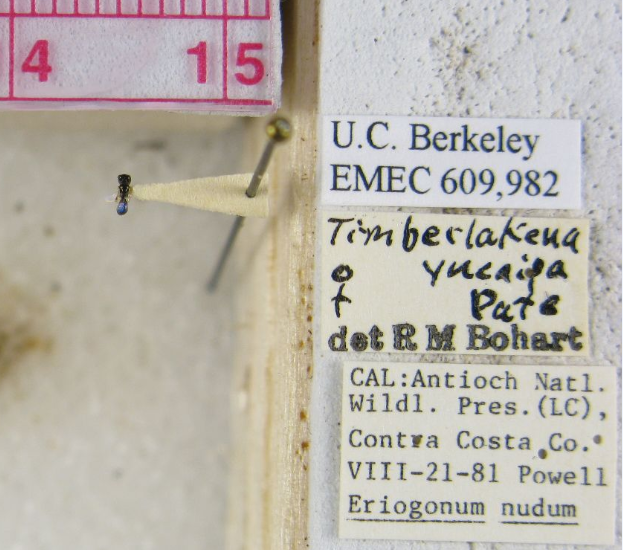 4 15
U.C. Berkeley
EMEC 609,982
Timberlakena
♀ yucaipa
Pate
det R M Bohart
CAL:Antioch Natl.
Wildl. Pres.(LC),
Contra Costa Co.
VIII-21-81 Powell
Eriogonum nudum